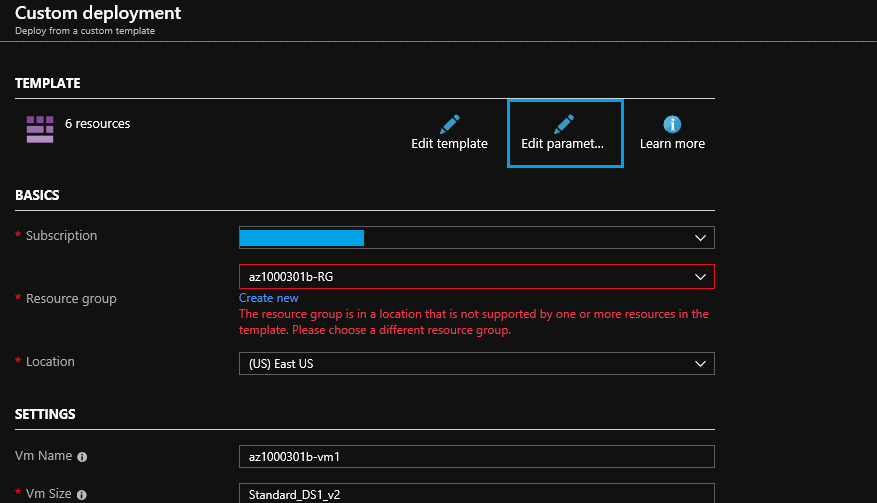 Custom deployment
Deploy from a custom template
TEMPLATE
6 resources
Edit template
Edit paramet...
Learn more
BASICS
* Subscription
az1000301b-RG
* Resource group
Create new
The resource group is in a location that is not supported by one or more resources in the
template. Please choose a different resource group.
* Location
(US) East US
SETTINGS
Vm Name
az1000301b-vm1
* Vm Size
Standard_DS1_v2